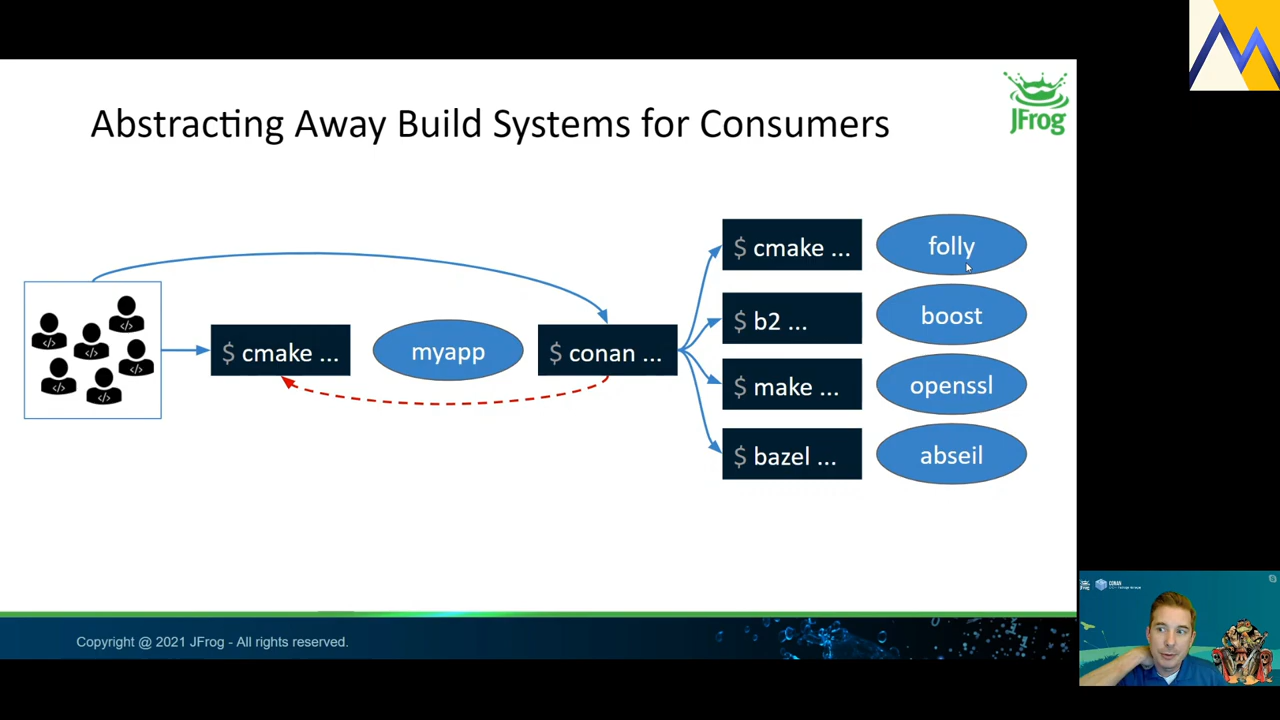 Abstracting Away Build Systems for Consumers
JFrog
$ cmake ...
myapp
$ conan ...
$ cmake ...
folly
$ b2 ...
boost
$ make ...
openssl
$ bazel ...
abseil
Copyright @ 2021 JFrog - All rights reserved.
CONAN